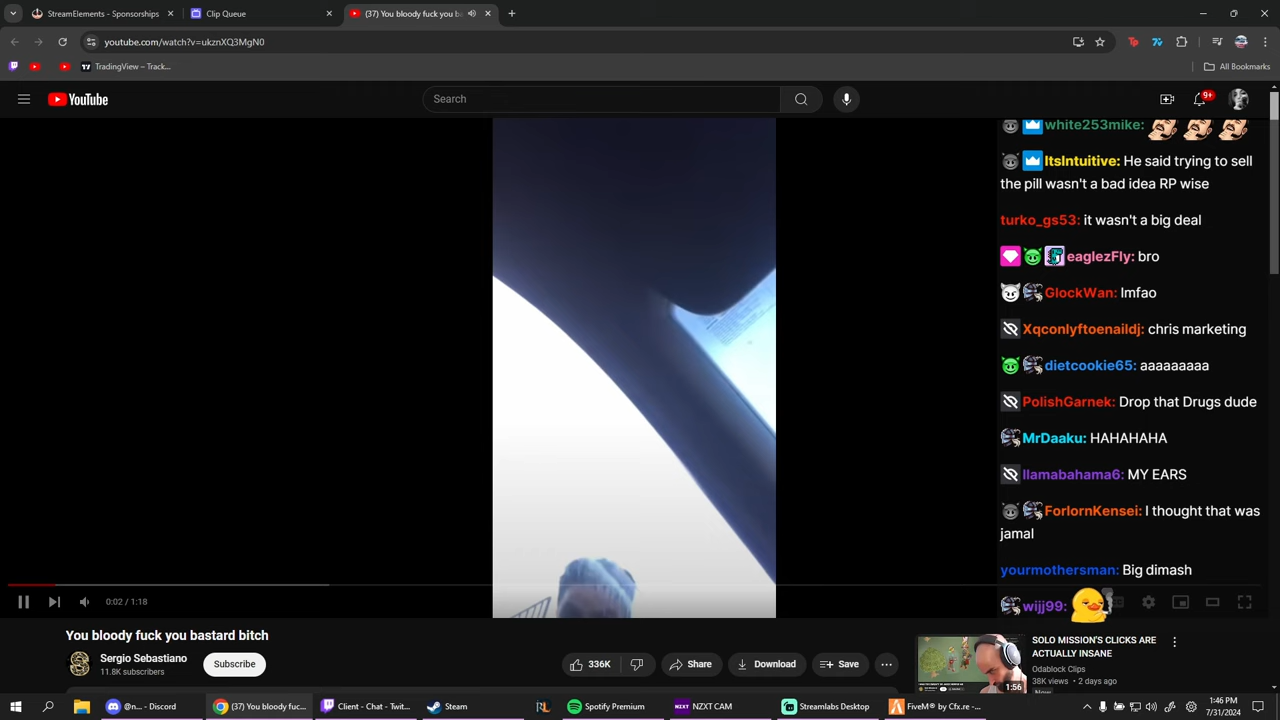 StreamElements - Sponsorships
Clip Queue
(37) You bloody fuck you ba
youtube.com/watch?v=ukznXQ3MgN0
TradingView – Track...
All Bookmarks
YouTube
Search
9+
white253mike:
ItsIntuitive: He said trying to sell
the pill wasn't a bad idea RP wise
turko_gs53: it wasn't a big deal
eaglezFly: bro
GlockWan: lmfao
Xqconlyftoenaildj: chris marketing
dietcookie65: aaaaaaaaa
PolishGarnek: Drop that Drugs dude
MrDaaku: HAHAHAHA
llamabahama6: MY EARS
ForlornKensei: I thought that was
jamal
yourmothersman: Big dimash
wijj99:
0:02 / 1:18
You bloody fuck you bastard bitch
Sergio Sebastiano
11.8K subscribers
Subscribe
336K
Share
Download
Save
SOLO MISSION'S CLICKS ARE
ACTUALLY INSANE
Odablock Clips
38K views • 2 days ago
New
1:56
@n... - Discord
(37) You bloody fuc...
Client - Chat - Twit...
Steam
Spotify Premium
NZXT CAM
Streamlabs Desktop
FiveM® by Cfx.re -...
1:46 PM
7/31/2024